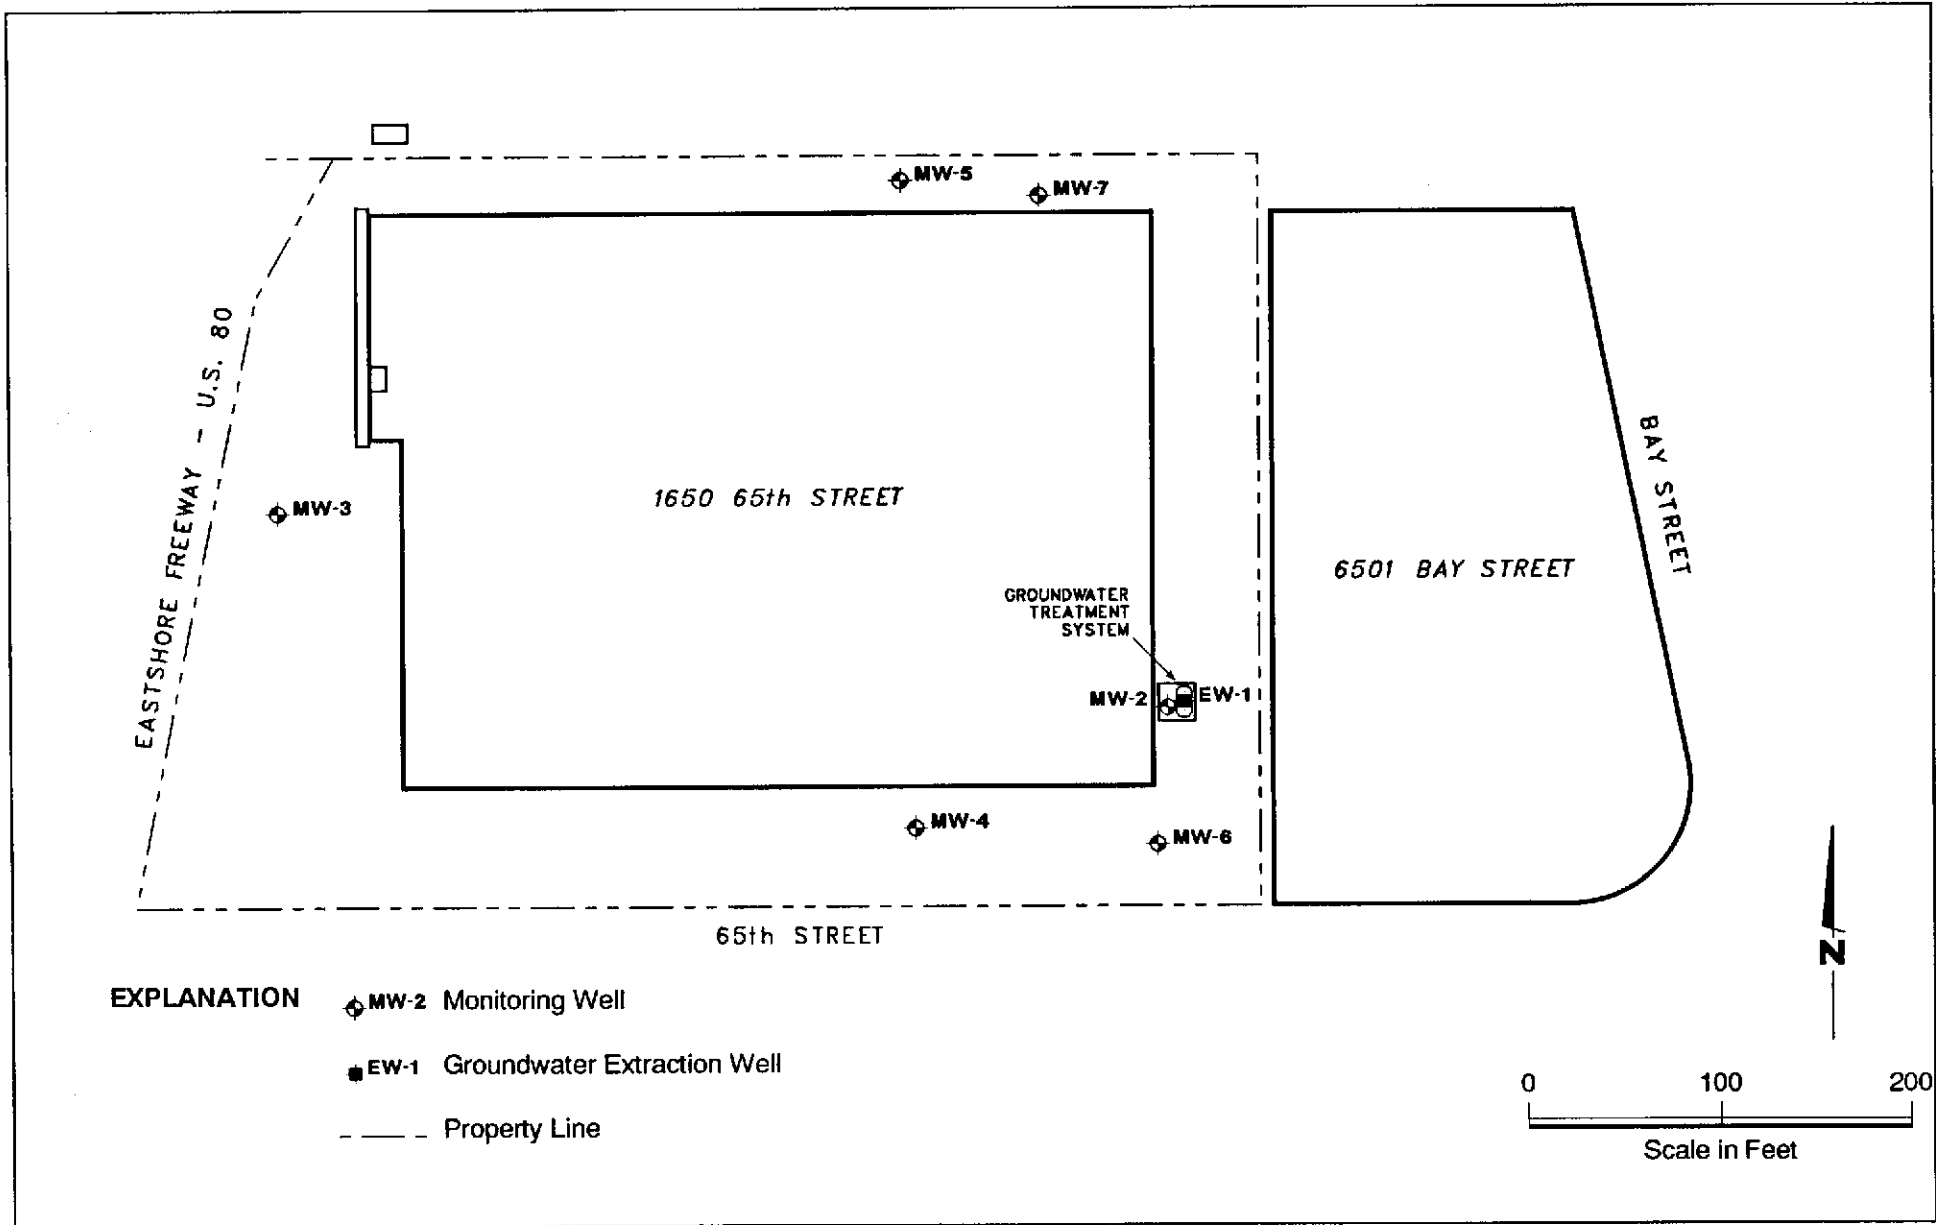 MW-5
MW-7
EASTSHORE FREEWAY - U.S. 80
MW-3
1650 65th STREET
BAY STREET
6501 BAY STREET
GROUNDWATER
TREATMENT
SYSTEM
MW-2
EW-1
MW-4
MW-6
65th STREET
N
EXPLANATION
MW-2 Monitoring Well
EW-1 Groundwater Extraction Well
Property Line
0 100 200
Scale in Feet